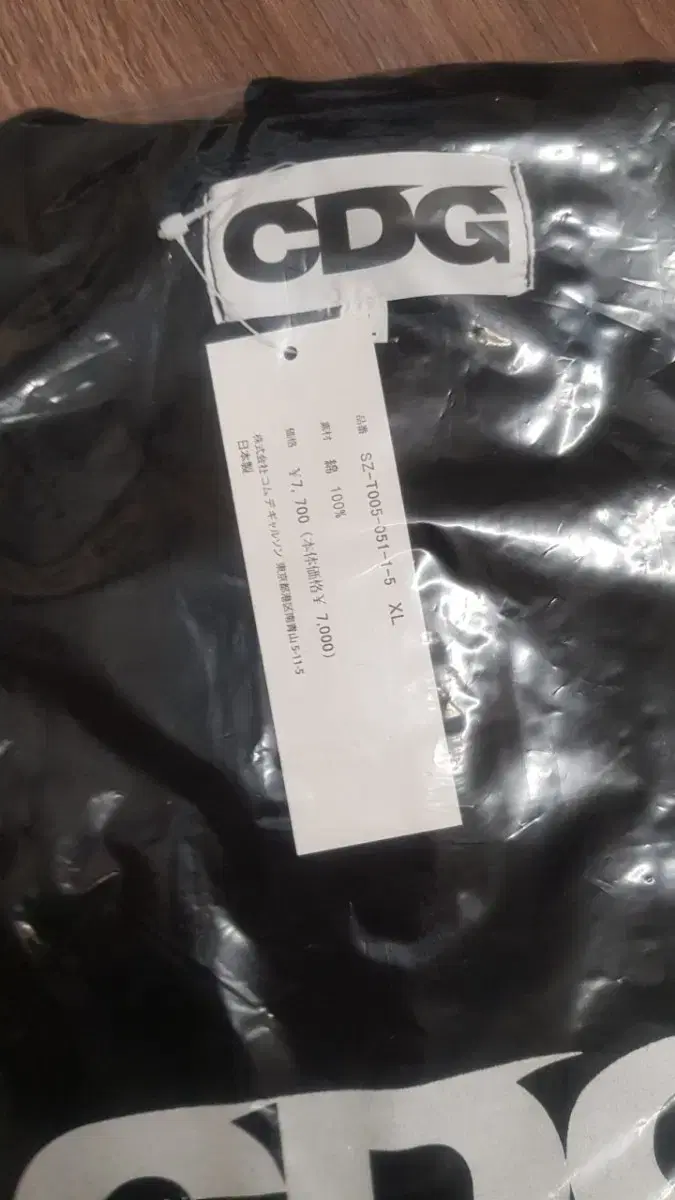 CDG
品番 SZ-T005-051-1-5 XL
素材 綿 100%
価格 ¥7,700 (本体価格¥ 7,000)
株式会社コムデギャルソン 東京都港区南青山5-11-5
日本製
CDG